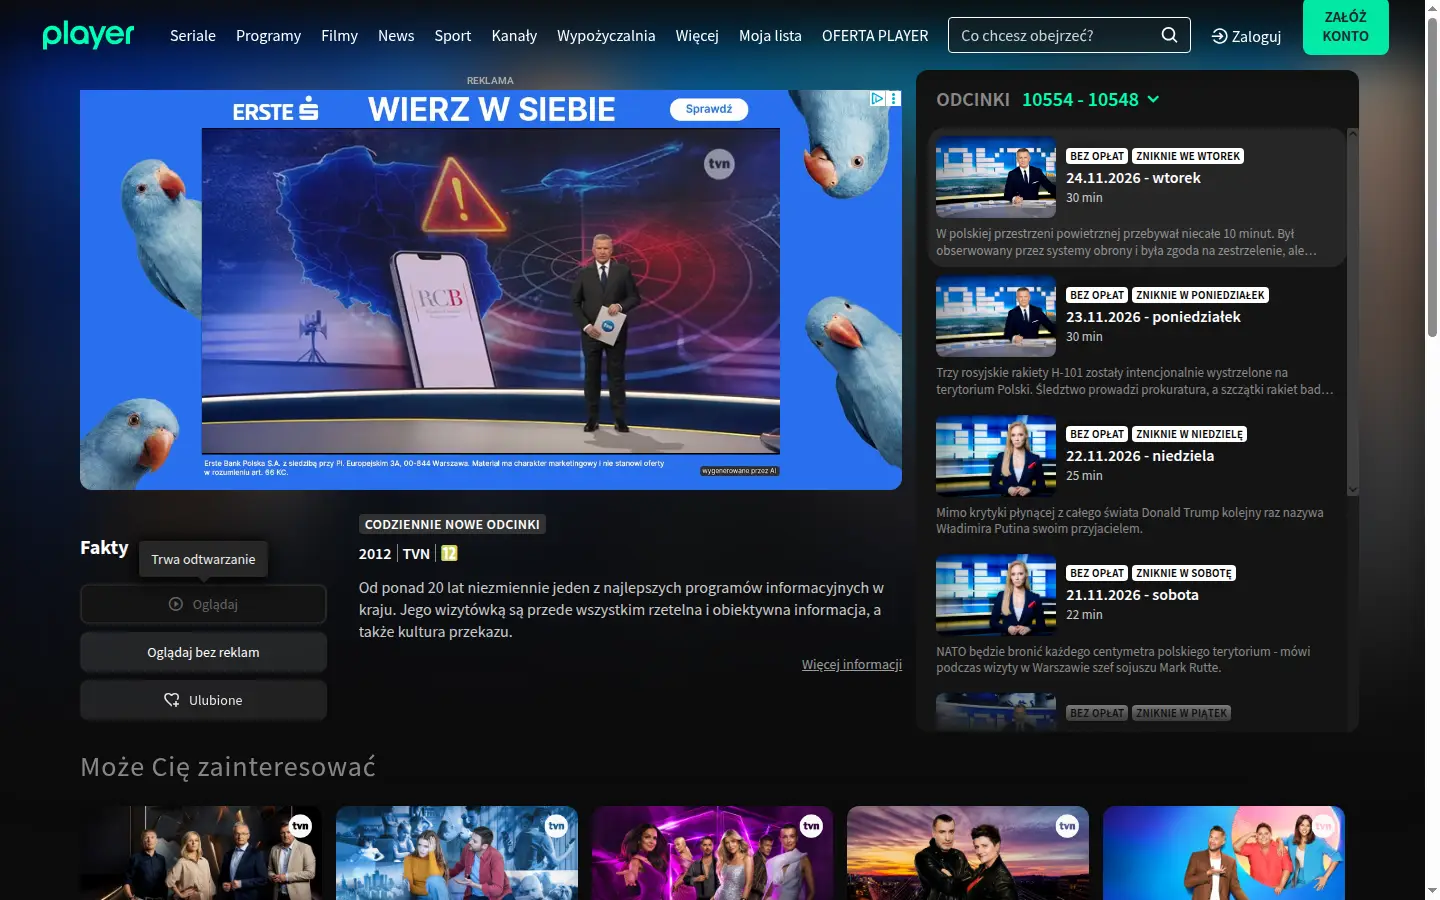 player
Seriale
Programy
Filmy
News
Sport
Kanały
Wypożyczalnia
Więcej
Moja lista
OFERTA PLAYER
Co chcesz obejrzeć?
Zaloguj
ZAŁÓŻ
KONTO
REKLAMA
ERSTE
WIERZ W SIEBIE
Sprawdź
tvn
RCB
Erste Bank Polska S.A. z siedzibą przy Pl. Europejskim 3A, 00-844 Warszawa. Materiał ma charakter marketingowy i nie stanowi oferty
w rozumieniu art. 66 KC.
wygenerowano przez AI
ODCINKI 10554 - 10548
BEZ OPŁAT ZNIKNIE WE WTOREK
24.11.2026 - wtorek
30 min
W polskiej przestrzeni powietrznej przebywał niecałe 10 minut. Był
obserwowany przez systemy obrony i była zgoda na zestrzelenie, ale…
BEZ OPŁAT ZNIKNIE W PONIEDZIAŁEK
23.11.2026 - poniedziałek
30 min
Trzy rosyjskie rakiety H-101 zostały intencjonalnie wystrzelone na
terytorium Polski. Śledztwo prowadzi prokuratura, a szczątki rakiet bad…
BEZ OPŁAT ZNIKNIE W NIEDZIELĘ
22.11.2026 - niedziela
25 min
Mimo krytyki płynącej z całego świata Donald Trump kolejny raz nazywa
Władimira Putina swoim przyjacielem.
BEZ OPŁAT ZNIKNIE W SOBOTĘ
21.11.2026 - sobota
22 min
NATO będzie bronić każdego centymetra polskiego terytorium - mówi
podczas wizyty w Warszawie szef sojuszu Mark Rutte.
BEZ OPŁAT ZNIKNIE W PIĄTEK
Fakty
Trwa odtwarzanie
Oglądaj
Oglądaj bez reklam
Ulubione
CODZIENNIE NOWE ODCINKI
2012 TVN 12
Od ponad 20 lat niezmiennie jeden z najlepszych programów informacyjnych w
kraju. Jego wizytówką są przede wszystkim rzetelna i obiektywna informacja, a
także kultura przekazu.
Więcej informacji
Może Cię zainteresować
tvn
tvn
tvn
tvn
tvn